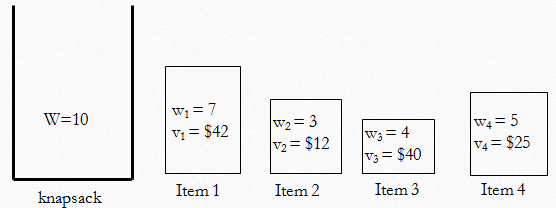 W=10
knapsack
w1 = 7
v1 = $42
Item 1
w2 = 3
v2 = $12
Item 2
w3 = 4
v3 = $40
Item 3
w4 = 5
v4 = $25
Item 4